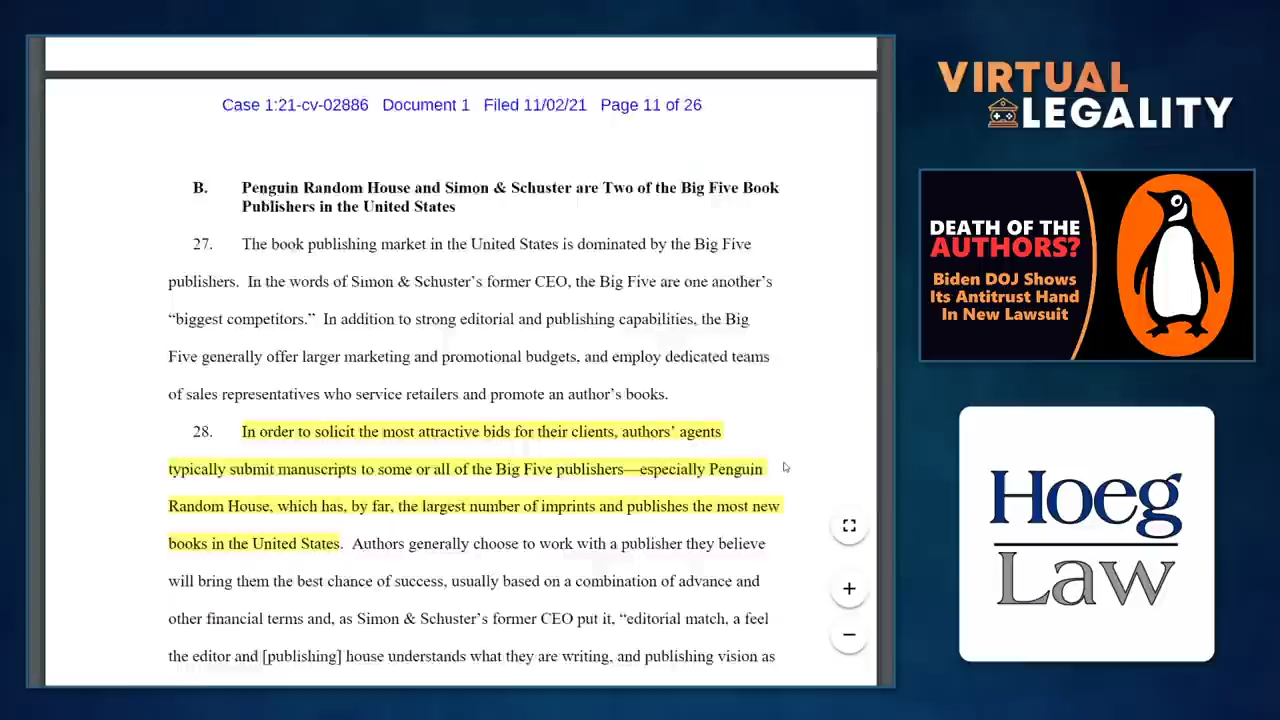 Case 1:21-cv-02886 Document 1 Filed 11/02/21 Page 11 of 26
B. Penguin Random House and Simon & Schuster are Two of the Big Five Book
Publishers in the United States
27. The book publishing market in the United States is dominated by the Big Five
publishers. In the words of Simon & Schuster’s former CEO, the Big Five are one another’s
“biggest competitors.” In addition to strong editorial and publishing capabilities, the Big
Five generally offer larger marketing and promotional budgets, and employ dedicated teams
of sales representatives who service retailers and promote an author’s books.
28. In order to solicit the most attractive bids for their clients, authors’ agents
typically submit manuscripts to some or all of the Big Five publishers—especially Penguin
Random House, which has, by far, the largest number of imprints and publishes the most new
books in the United States. Authors generally choose to work with a publisher they believe
will bring them the best chance of success, usually based on a combination of advance and
other financial terms and, as Simon & Schuster’s former CEO put it, “editorial match, a feel
the editor and [publishing] house understands what they are writing, and publishing vision as
VIRTUAL
LEGALITY
DEATH OF THE
AUTHORS?
Biden DOJ Shows
Its Antitrust Hand
In New Lawsuit
Hoeg
Law